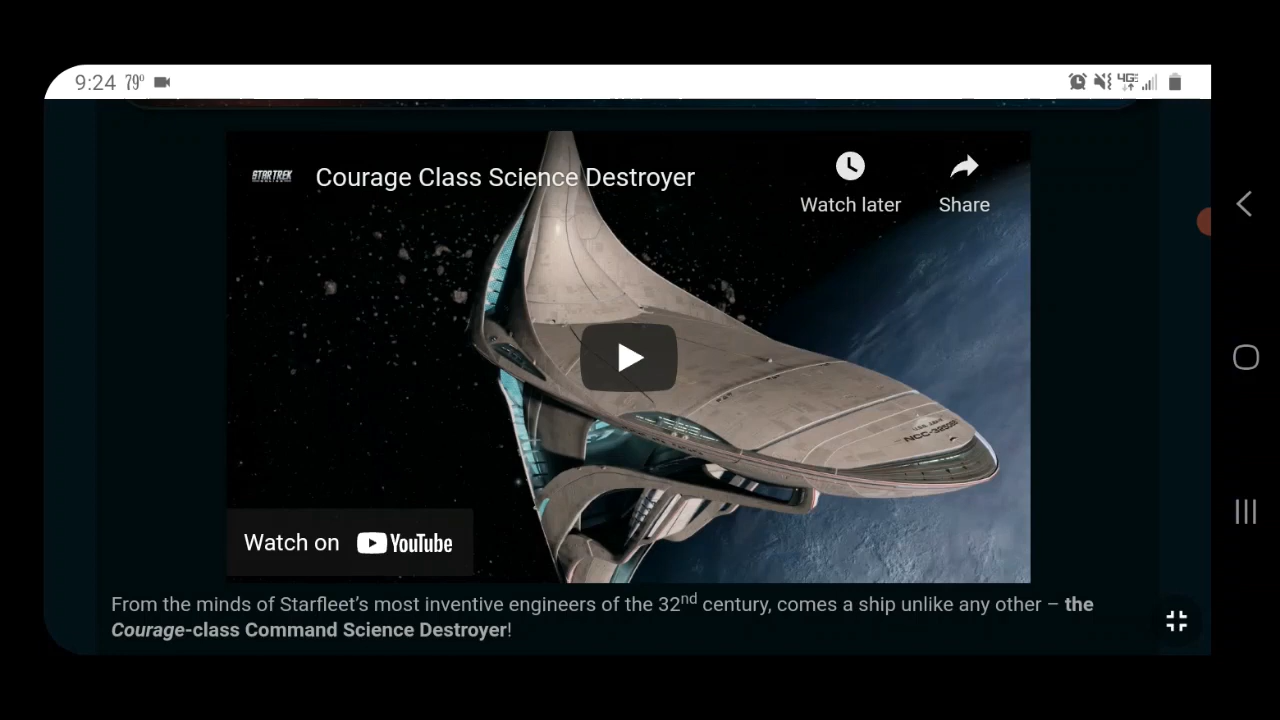 9:24 79°
4GE
STAR TREK
Courage Class Science Destroyer
Watch later
Share
Watch on YouTube
From the minds of Starfleet's most inventive engineers of the 32nd century, comes a ship unlike any other – the
Courage-class Command Science Destroyer!